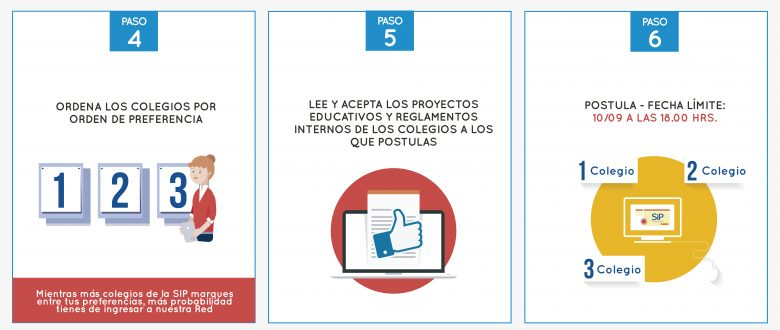 PASO
4
ORDENA LOS COLEGIOS POR
ORDEN DE PREFERENCIA
1 2 3
Mientras más colegios de la SIP marques
entre tus preferencias, más probabilidad
tienes de ingresar a nuestra Red
PASO
5
LEE Y ACEPTA LOS PROYECTOS
EDUCATIVOS Y REGLAMENTOS
INTERNOS DE LOS COLEGIOS A LOS
QUE POSTULAS
PASO
6
POSTULA - FECHA LÍMITE:
10/09 A LAS 18.00 HRS.
1 Colegio
2 Colegio
SIP
3 Colegio